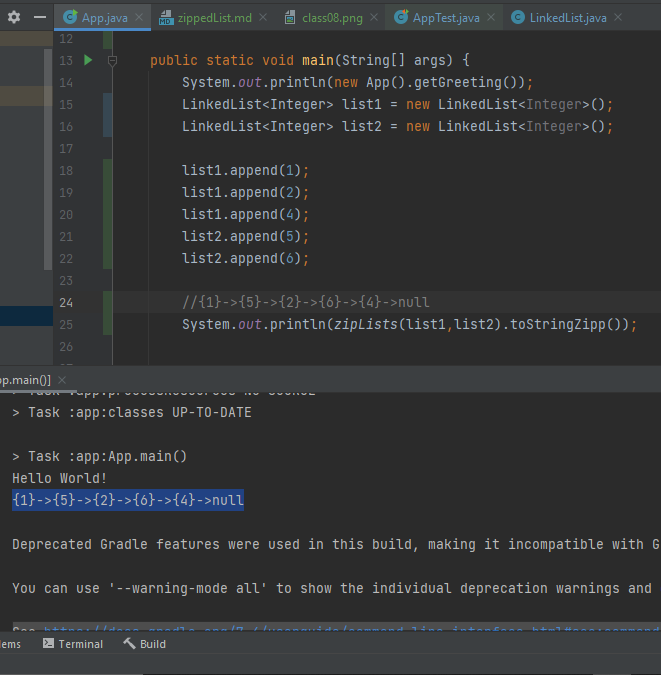 App.java × zippedList.md × class08.png × AppTest.java × LinkedList.java ×
12
13 public static void main(String[] args) {
14 System.out.println(new App().getGreeting());
15 LinkedList<Integer> list1 = new LinkedList<Integer>();
16 LinkedList<Integer> list2 = new LinkedList<Integer>();
17
18 list1.append(1);
19 list1.append(2);
20 list1.append(4);
21 list2.append(5);
22 list2.append(6);
23
24 //{1}->{5}->{2}->{6}->{4}->null
25 System.out.println(zipLists(list1,list2).toStringZipp());
26
pp.main()] ×
> Task :app:classes UP-TO-DATE
> Task :app:App.main()
Hello World!
{1}->{5}->{2}->{6}->{4}->null
Deprecated Gradle features were used in this build, making it incompatible with G
You can use '--warning-mode all' to show the individual deprecation warnings and
lems Terminal Build